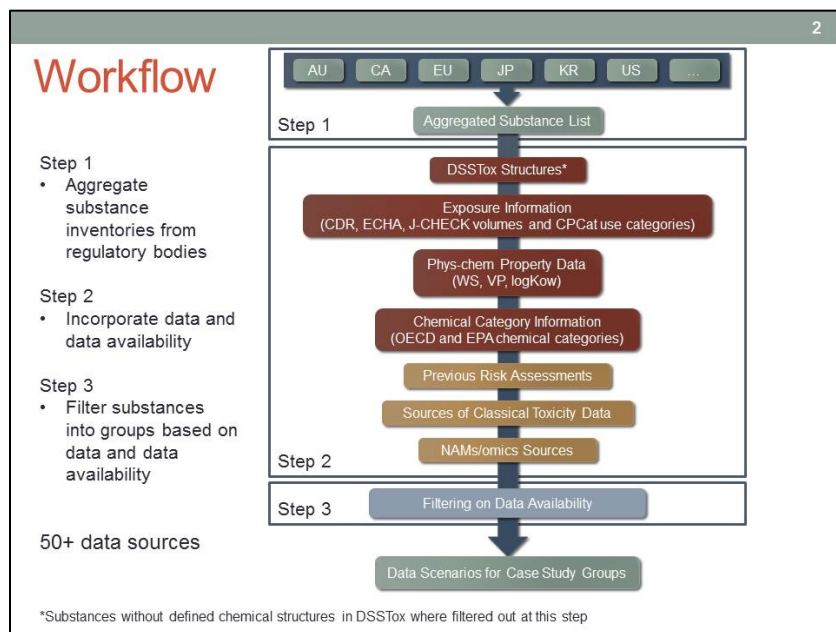 2
Workflow
AU CA EU JP KR US ...
Aggregated Substance List
Step 1
Step 1
• Aggregate
substance
inventories from
regulatory bodies
Step 2
• Incorporate data and
data availability
Step 3
• Filter substances
into groups based on
data and data
availability
50+ data sources
DSSTox Structures*
Exposure Information
(CDR, ECHA, J-CHECK volumes and CPCat use categories)
Phys-chem Property Data
(WS, VP, logKow)
Chemical Category Information
(OECD and EPA chemical categories)
Previous Risk Assessments
Sources of Classical Toxicity Data
NAMs/omics Sources
Step 2
Filtering on Data Availability
Step 3
Data Scenarios for Case Study Groups
*Substances without defined chemical structures in DSSTox where filtered out at this step